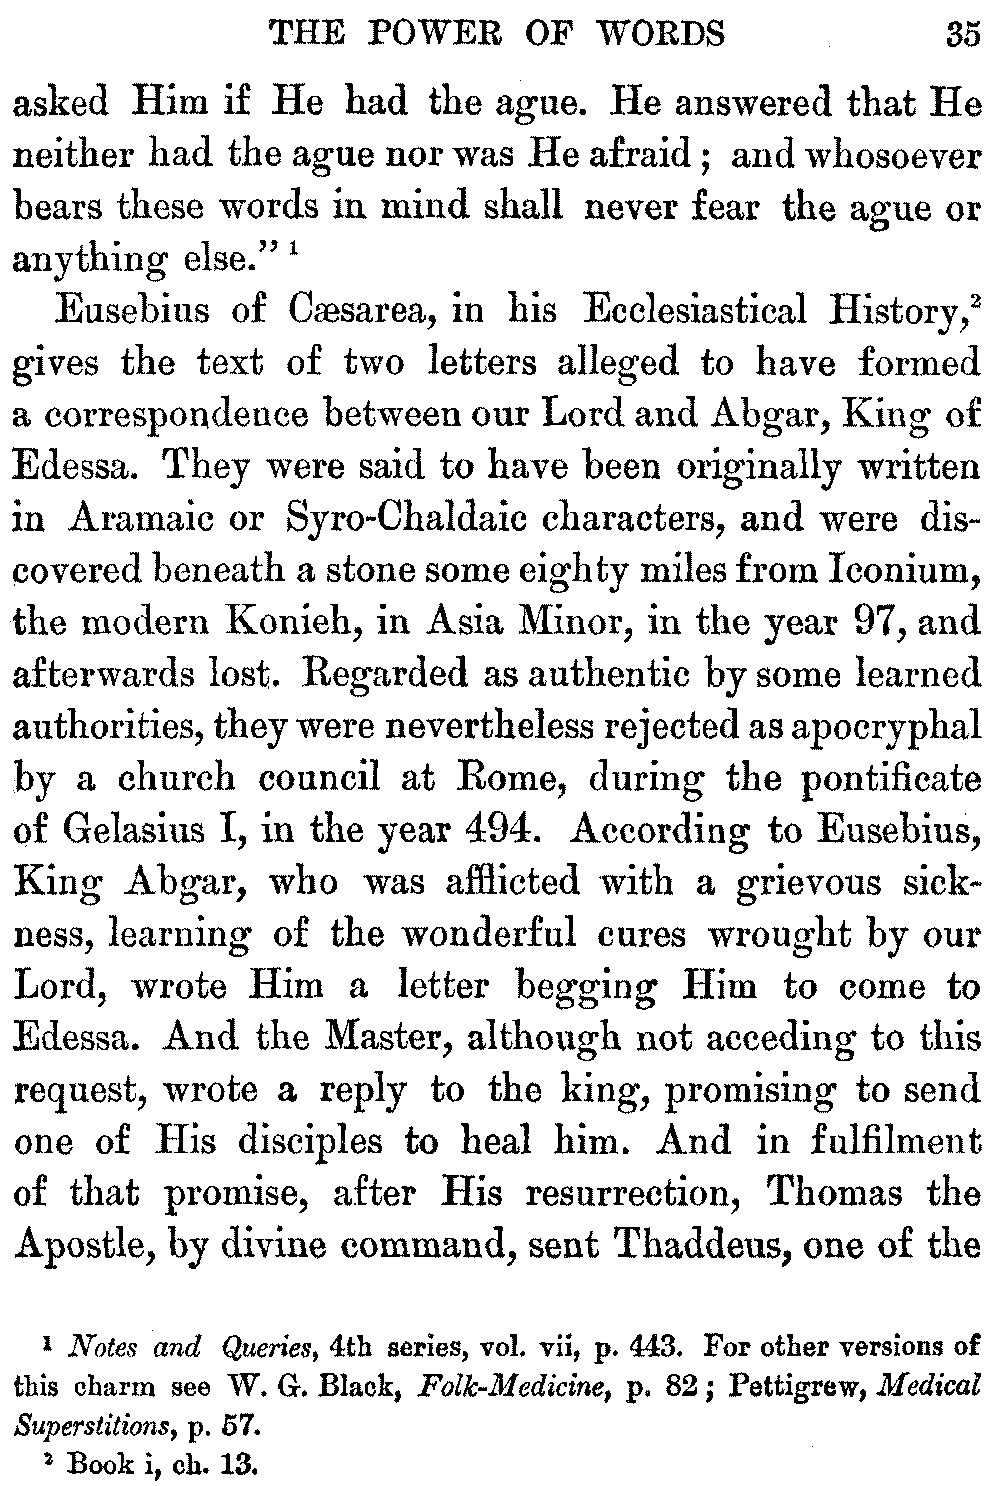 THE POWER OF WORDS 35
asked Him if He had the ague. He answered that He
neither had the ague nor was He afraid; and whosoever
bears these words in mind shall never fear the ague or
anything else." ¹
Eusebius of Cæsarea, in his Ecclesiastical History,²
gives the text of two letters alleged to have formed
a correspondence between our Lord and Abgar, King of
Edessa. They were said to have been originally written
in Aramaic or Syro-Chaldaic characters, and were dis-
covered beneath a stone some eighty miles from Iconium,
the modern Konieh, in Asia Minor, in the year 97, and
afterwards lost. Regarded as authentic by some learned
authorities, they were nevertheless rejected as apocryphal
by a church council at Rome, during the pontificate
of Gelasius I, in the year 494. According to Eusebius,
King Abgar, who was afflicted with a grievous sick-
ness, learning of the wonderful cures wrought by our
Lord, wrote Him a letter begging Him to come to
Edessa. And the Master, although not acceding to this
request, wrote a reply to the king, promising to send
one of His disciples to heal him. And in fulfilment
of that promise, after His resurrection, Thomas the
Apostle, by divine command, sent Thaddeus, one of the
¹ Notes and Queries, 4th series, vol. vii, p. 443. For other versions of
this charm see W. G. Black, Folk-Medicine, p. 82; Pettigrew, Medical
Superstitions, p. 57.
² Book i, ch. 13.